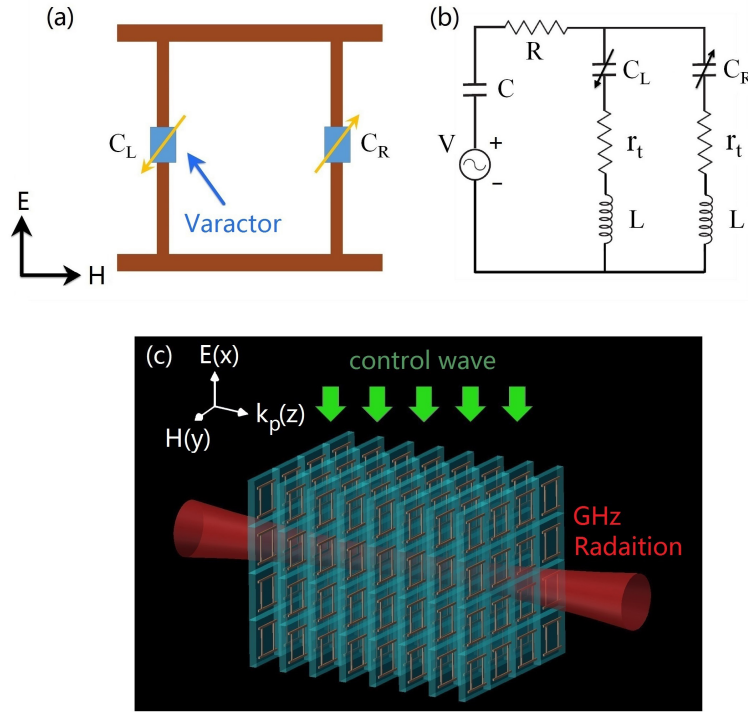 (a)
C_L
C_R
Varactor
E
H
(b)
R
C_L
C_R
C
V
+
−
r_t
r_t
L
L
(c)
E(x)
control wave
k_p(z)
H(y)
GHz
Radaition